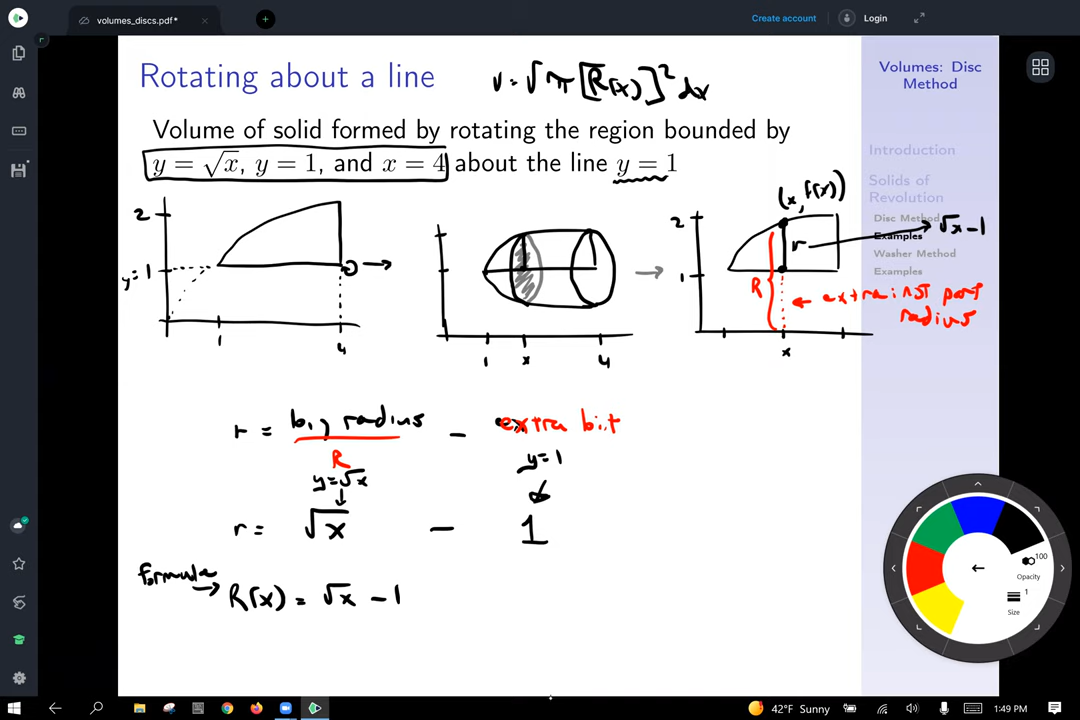 volumes_discs.pdf*
Create account
Login
Rotating about a line
V = ∫ π [R(x)]² dx
Volumes: Disc
Method
Volume of solid formed by rotating the region bounded by
y = √x, y = 1, and x = 4 about the line y = 1
Introduction
Solids of
Revolution
Disc Method
Examples
Washer Method
Examples
2
y=1
1
4
1
x
4
(x, f(x))
2
1
r
√x-1
R
extra: not part
radius
x
r = big radius - extra bit
R
y=√x
y=1
r = √x - 1
formula
R(x) = √x - 1
100
Opacity
1
Size
42°F Sunny
1:49 PM